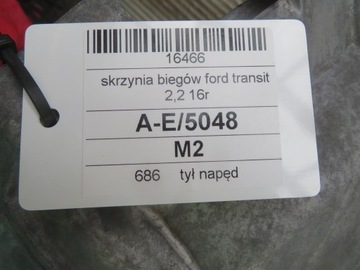 16466
skrzynia biegów ford transit
2,2 16r
A-E/5048
M2
686 tył napęd